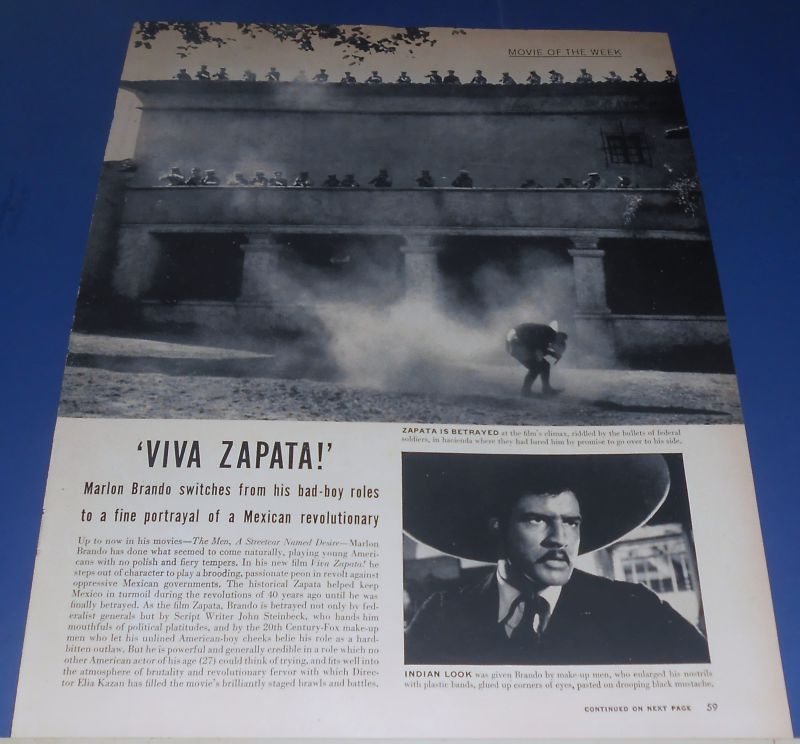 MOVIE OF THE WEEK
ZAPATA IS BETRAYED at the film's climax, riddled by the bullets of federal
soldiers, in hacienda where they had lured him by promise to go over to his side.
'VIVA ZAPATA!'
Marlon Brando switches from his bad-boy roles
to a fine portrayal of a Mexican revolutionary
Up to now in his movies—The Men, A Streetcar Named Desire—Marlon
Brando has done what seemed to come naturally, playing young Ameri-
cans with no polish and fiery tempers. In his new film Viva Zapata! he
steps out of character to play a brooding, passionate peon in revolt against
oppressive Mexican governments. The historical Zapata helped keep
Mexico in turmoil during the revolutions of 40 years ago until he was
finally betrayed. As the film Zapata, Brando is betrayed not only by fed-
eralist generals but by Script Writer John Steinbeck, who hands him
mouthfuls of political platitudes, and by the 20th Century-Fox make-up
men who let his unlined American-boy cheeks belie his role as a hard-
bitten outlaw. But he is powerful and generally credible in a role which no
other American actor of his age (27) could think of trying, and fits well into
the atmosphere of brutality and revolutionary fervor with which Direc-
tor Elia Kazan has filled the movie's brilliantly staged brawls and battles.
INDIAN LOOK was given Brando by make-up men, who enlarged his nostrils
with plastic bands, glued up corners of eyes, pasted on drooping black mustache.
CONTINUED ON NEXT PAGE 59